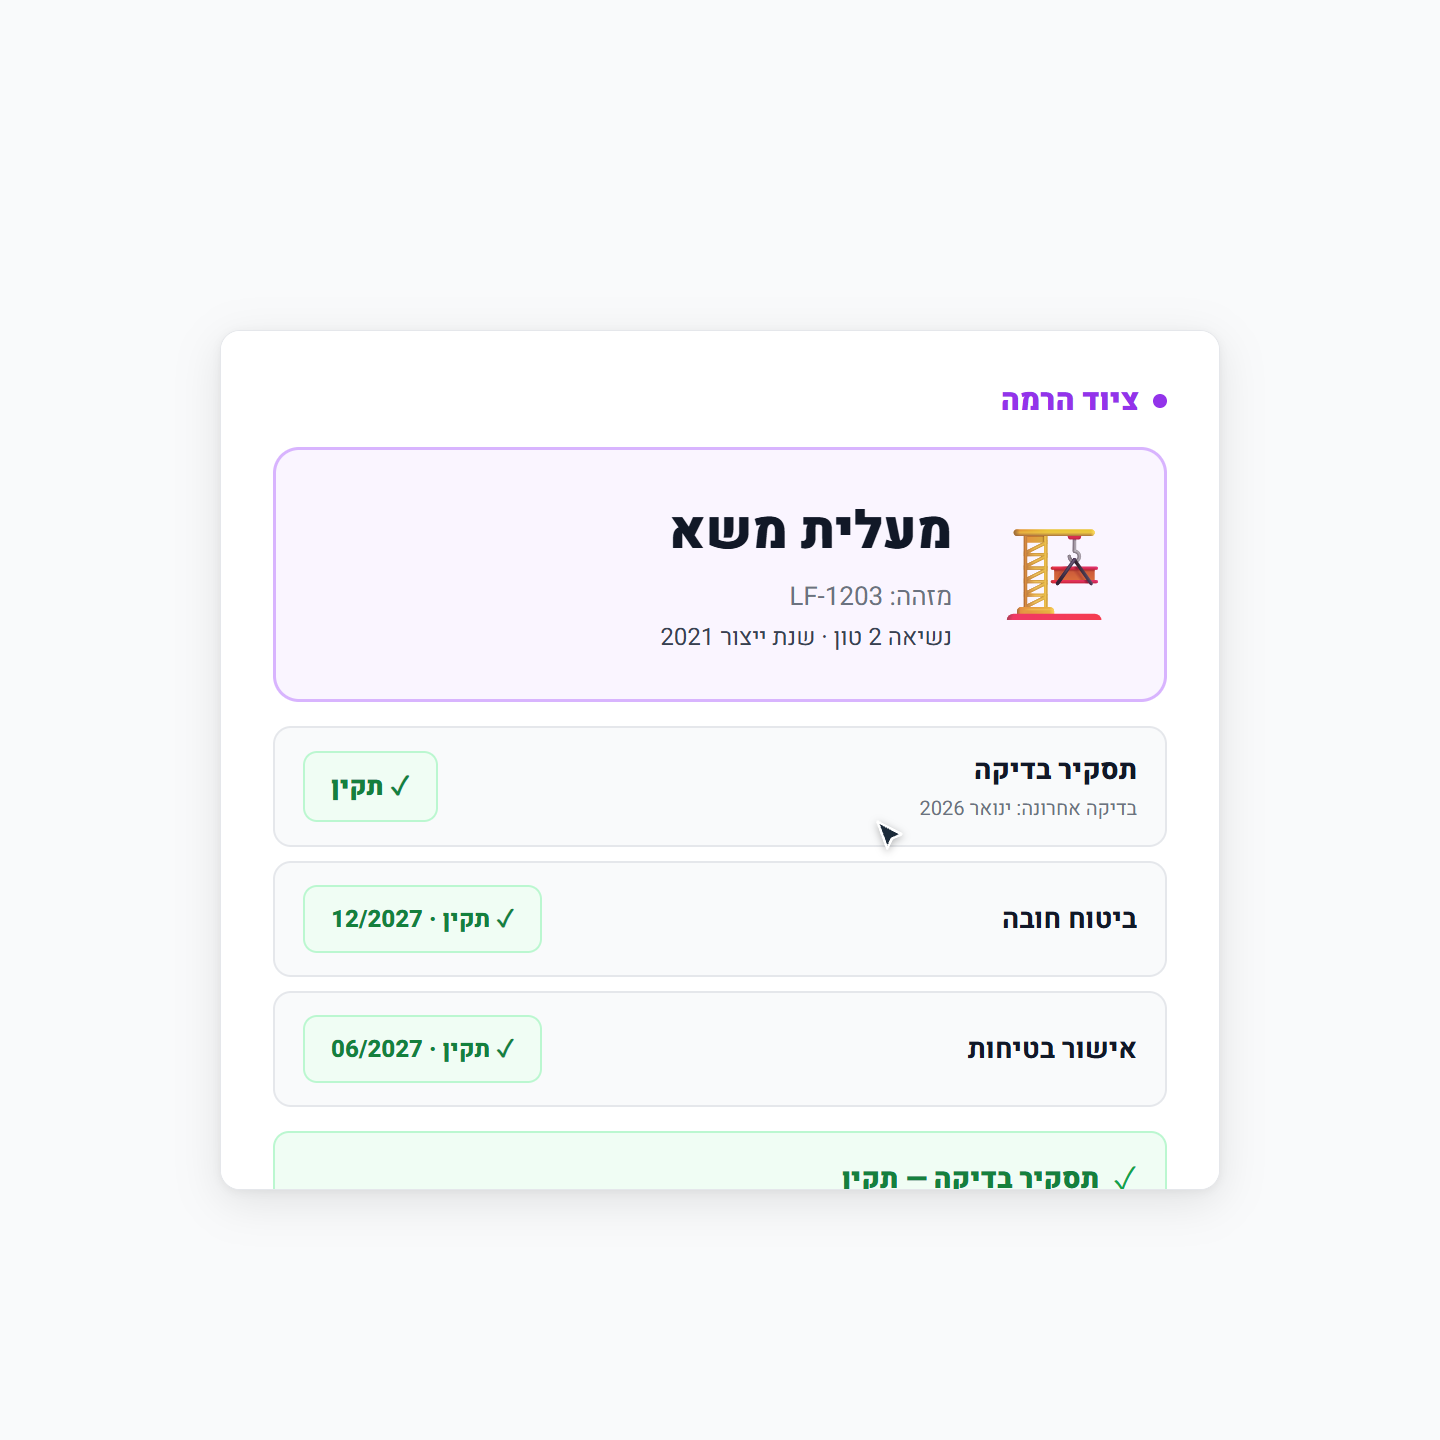 ציוד הרמה
מעלית משא
מזהה: LF-1203
נשיאה 2 טון · שנת ייצור 2021
תסקיר בדיקה
בדיקה אחרונה: ינואר 2026
✓ תקין
ביטוח חובה
✓ תקין · 12/2027
אישור בטיחות
✓ תקין · 06/2027
✓ תסקיר בדיקה – תקין